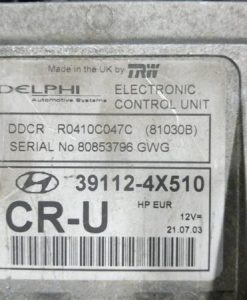 Made in the UK by TRW
DELPHI
Automotive Systems
ELECTRONIC
CONTROL UNIT
DDCR R0410C047C (81030B)
SERIAL No 80853796 GWG
39112-4X510
CR-U
HP EUR
12V=
21.07.03